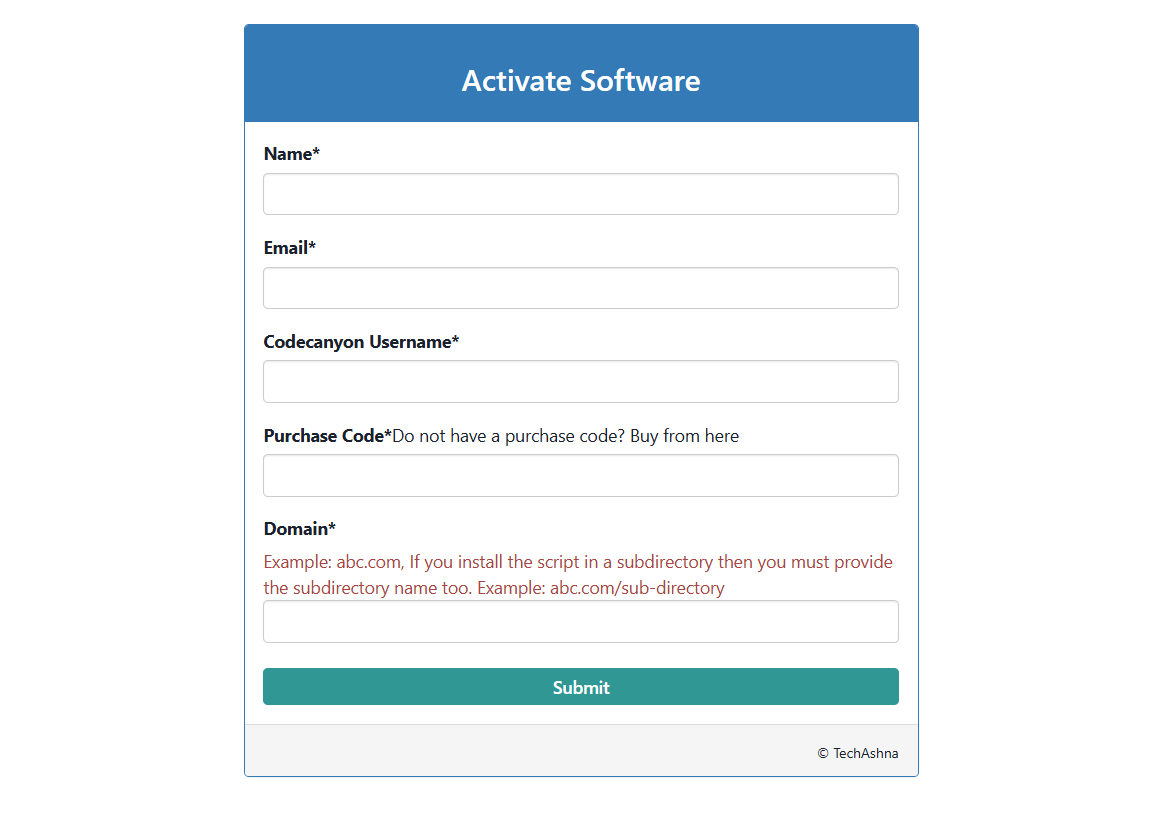 Activate Software
Name*
Email*
Codecanyon Username*
Purchase Code*Do not have a purchase code? Buy from here
Domain*
Example: abc.com, If you install the script in a subdirectory then you must provide
the subdirectory name too. Example: abc.com/sub-directory
Submit
© TechAshna